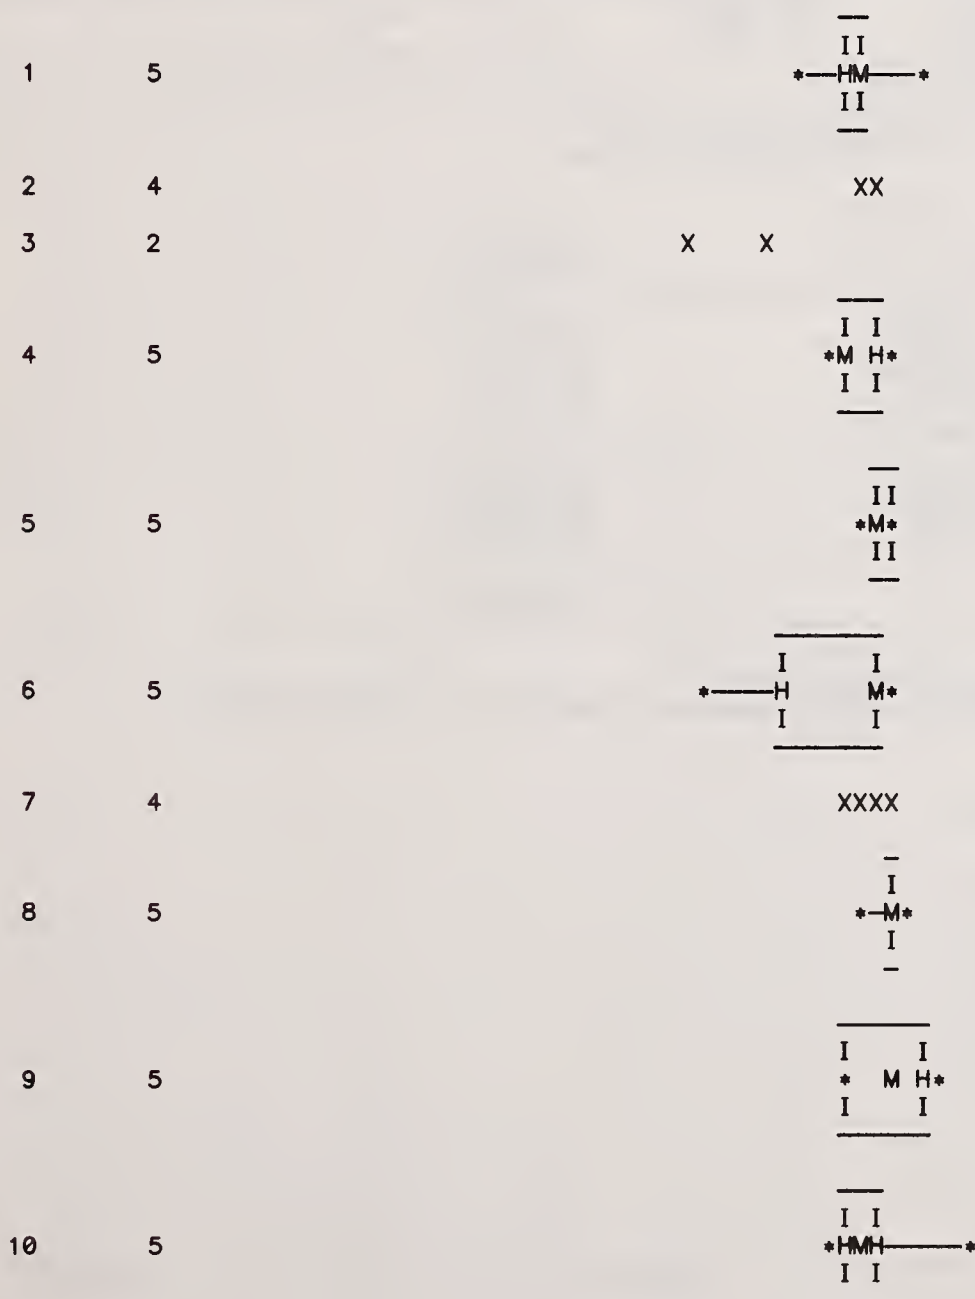 II
1 5 *—HM——*
II
2 4 XX
3 2 X X
I I
4 5 *M H*
I I
II
5 5 *M*
II
I I
6 5 *————H M*
I I
7 4 XXXX
I
8 5 *—M*
I
I I
9 5 * M H*
I I
I I
10 5 *HMH—————*
I I